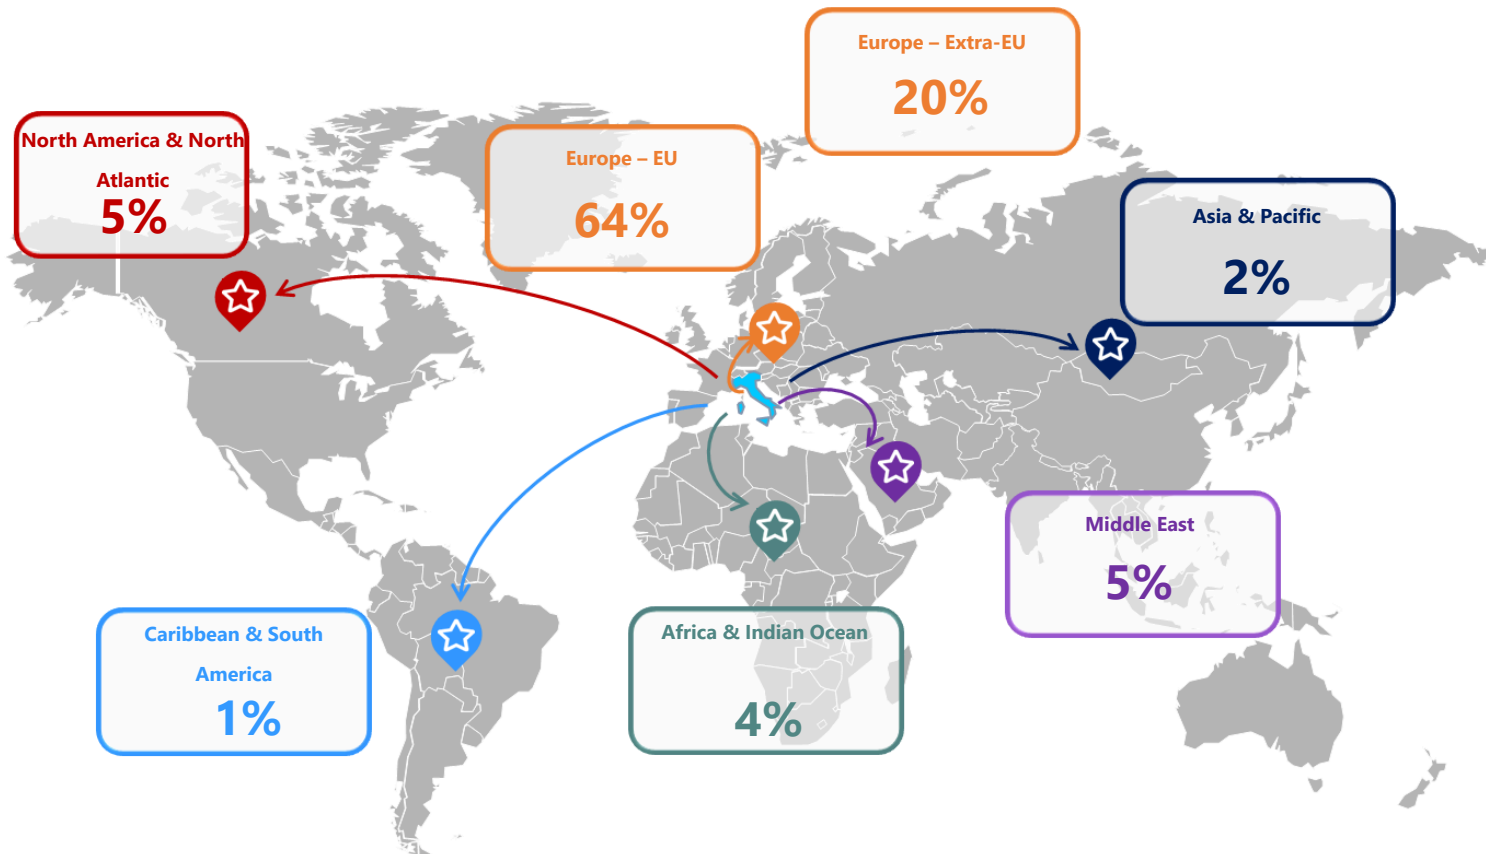 Europe – Extra-EU
20%
North America & North
Atlantic
5%
Europe – EU
64%
Asia & Pacific
2%
Middle East
5%
Caribbean & South
America
1%
Africa & Indian Ocean
4%